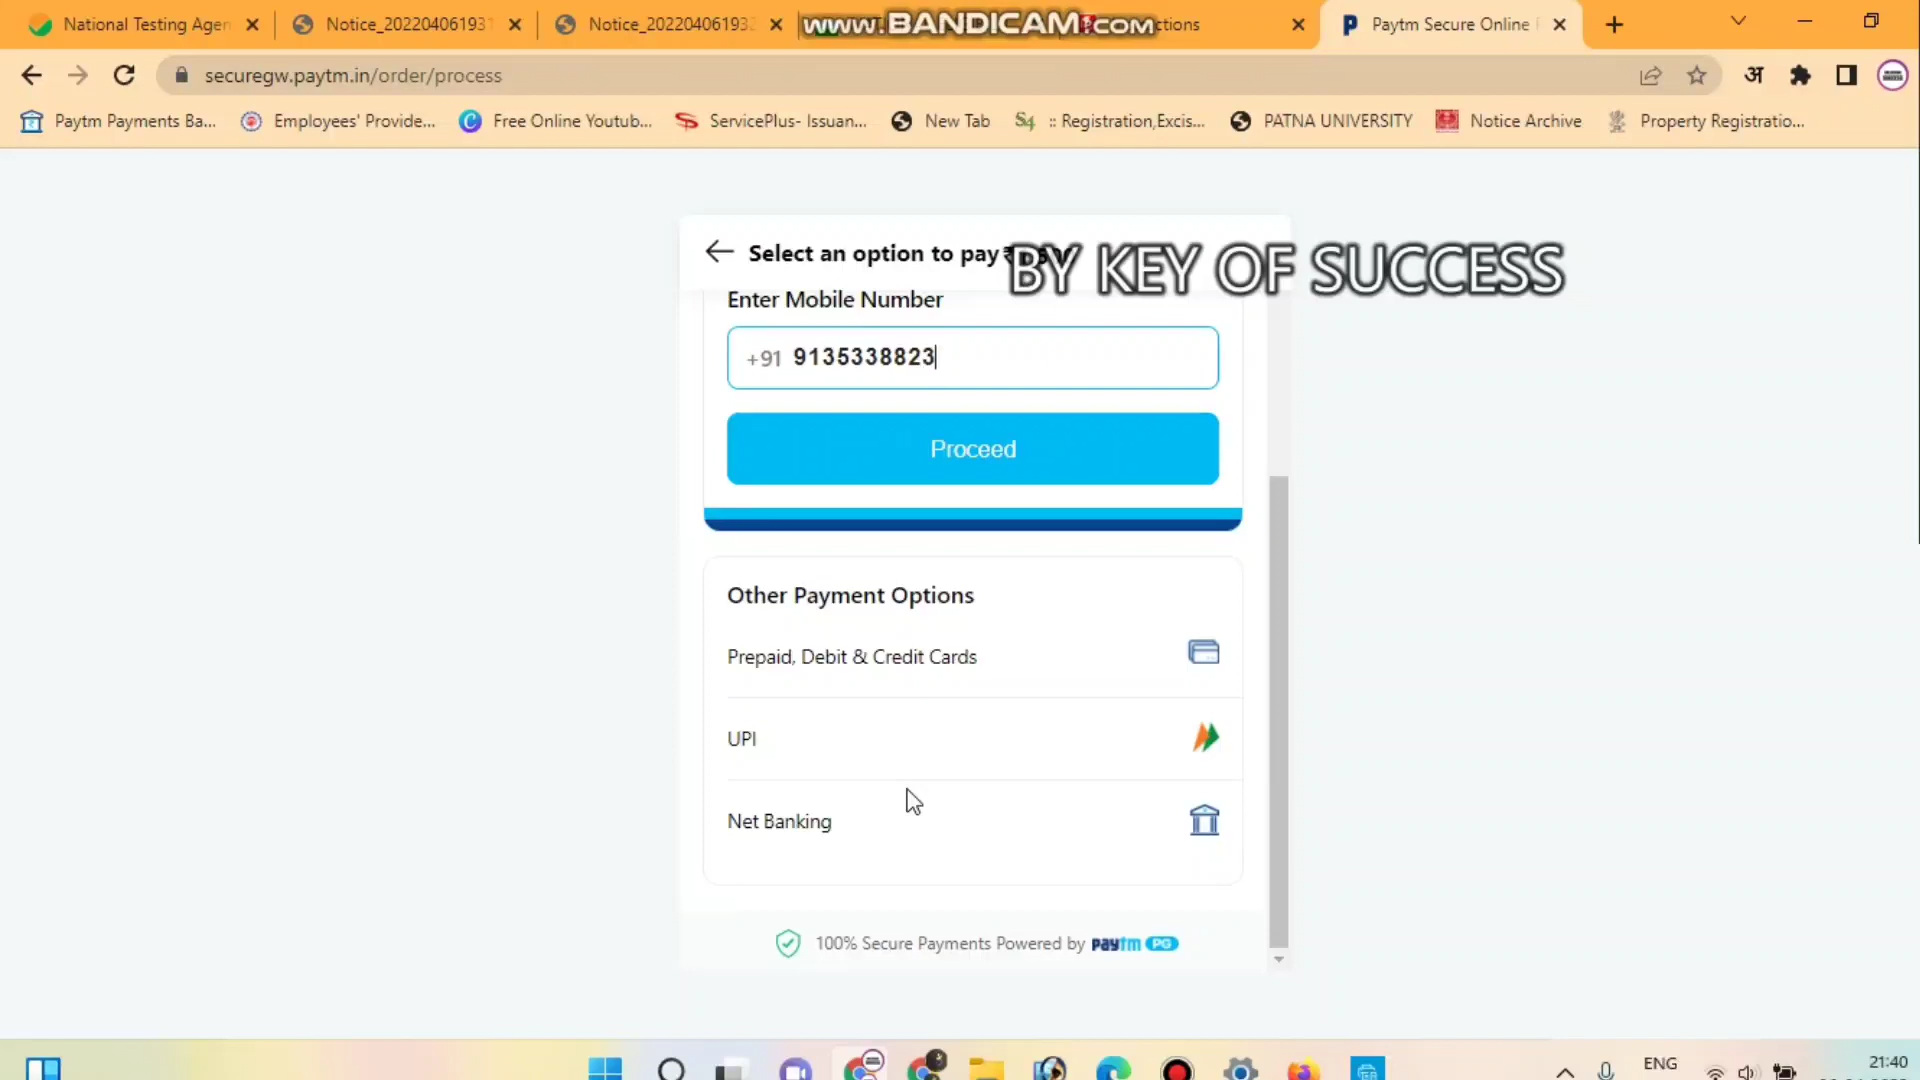 National Testing Agen
Notice_20220406193
Notice_202204061932
www.BANDICAM.com
ctions
Paytm Secure Online
securegw.paytm.in/order/process
अ
Paytm Payments Ba...
Employees' Provide...
Free Online Youtub...
ServicePlus- Issuan...
New Tab
:: Registration,Excis...
PATNA UNIVERSITY
Notice Archive
Property Registratio...
Select an option to pay
BY KEY OF SUCCESS
Enter Mobile Number
+91 9135338823
Proceed
Other Payment Options
Prepaid, Debit & Credit Cards
UPI
Net Banking
100% Secure Payments Powered by paytm PG
ENG
21:40